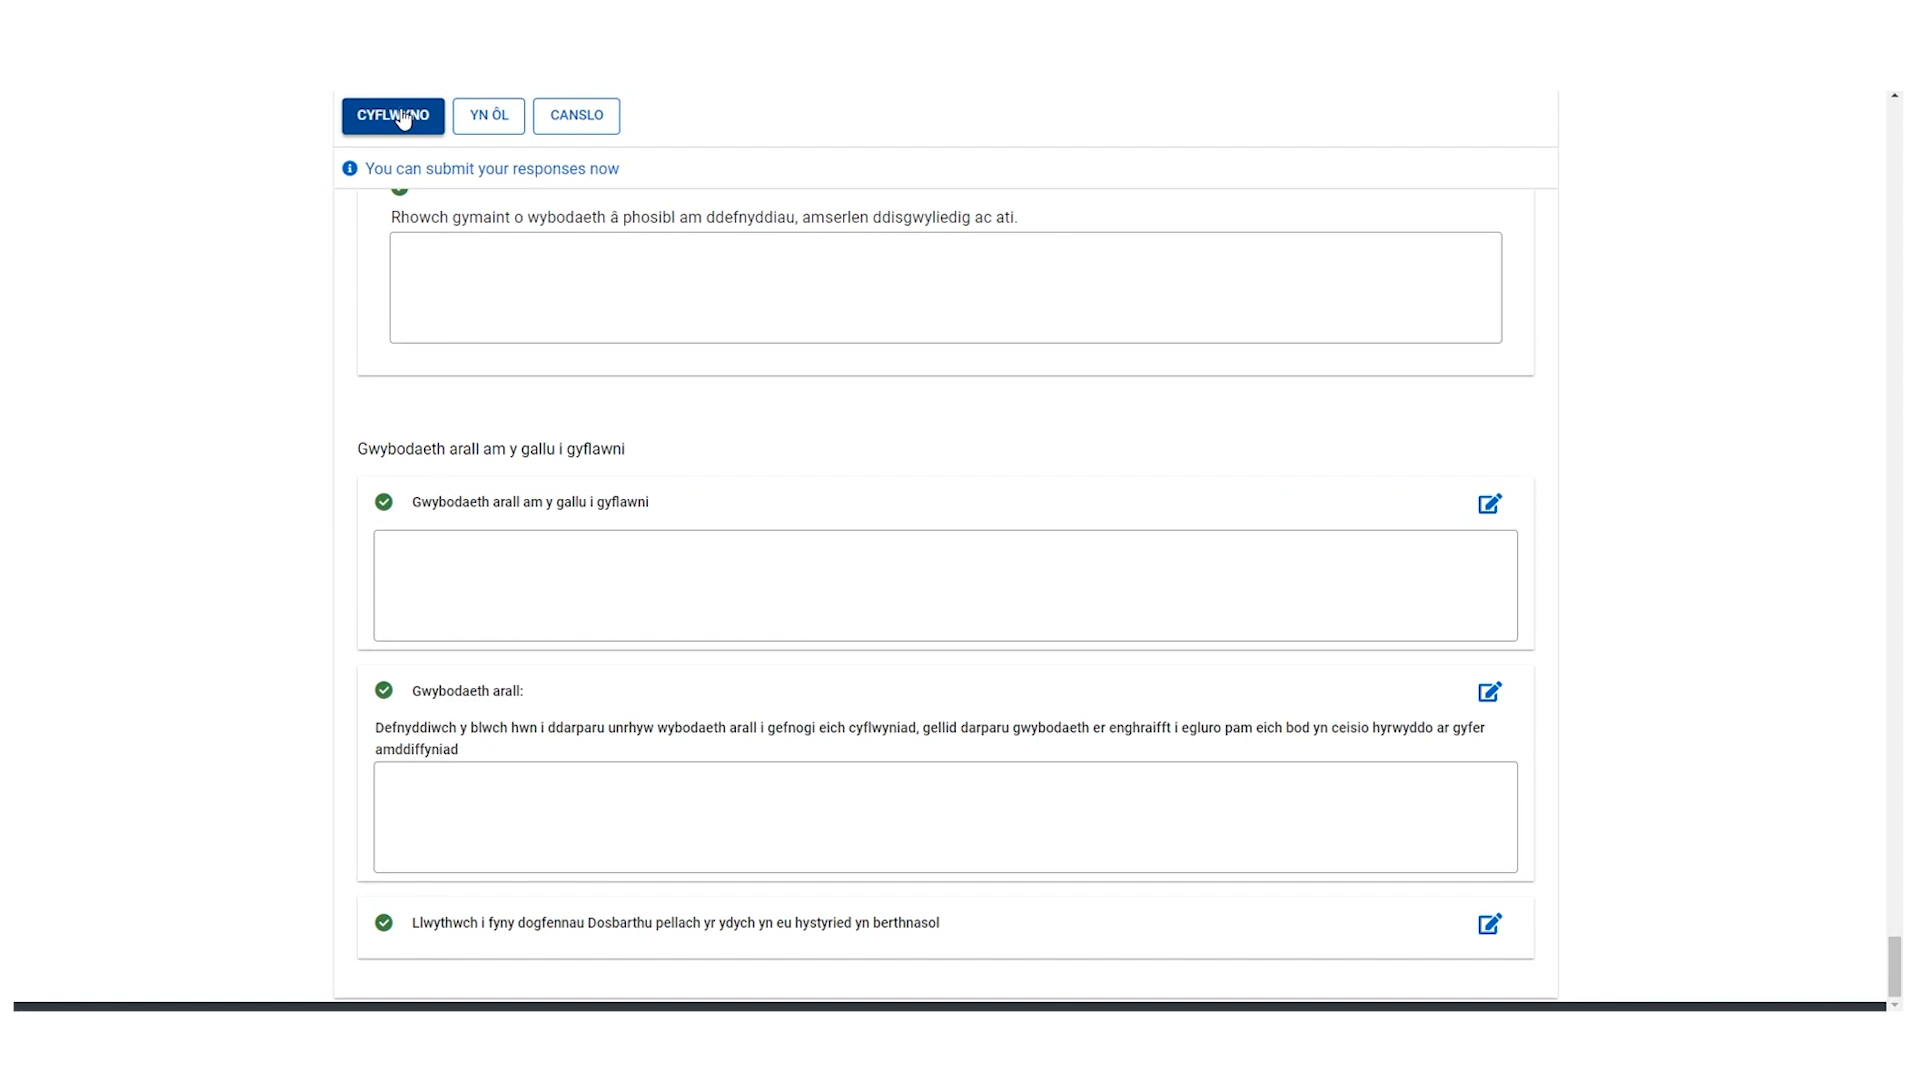 CYFLWYNO YN ÔL CANSLO
You can submit your responses now
Rhowch gymaint o wybodaeth â phosibl am ddefnyddiau, amserlen ddisgwyliedig ac ati.
Gwybodaeth arall am y gallu i gyflawni
Gwybodaeth arall am y gallu i gyflawni
Gwybodaeth arall:
Defnyddiwch y blwch hwn i ddarparu unrhyw wybodaeth arall i gefnogi eich cyflwyniad, gellid darparu gwybodaeth er enghraifft i egluro pam eich bod yn ceisio hyrwyddo ar gyfer
amddiffyniad
Llwythwch i fyny dogfennau Dosbarthu pellach yr ydych yn eu hystyried yn berthnasol